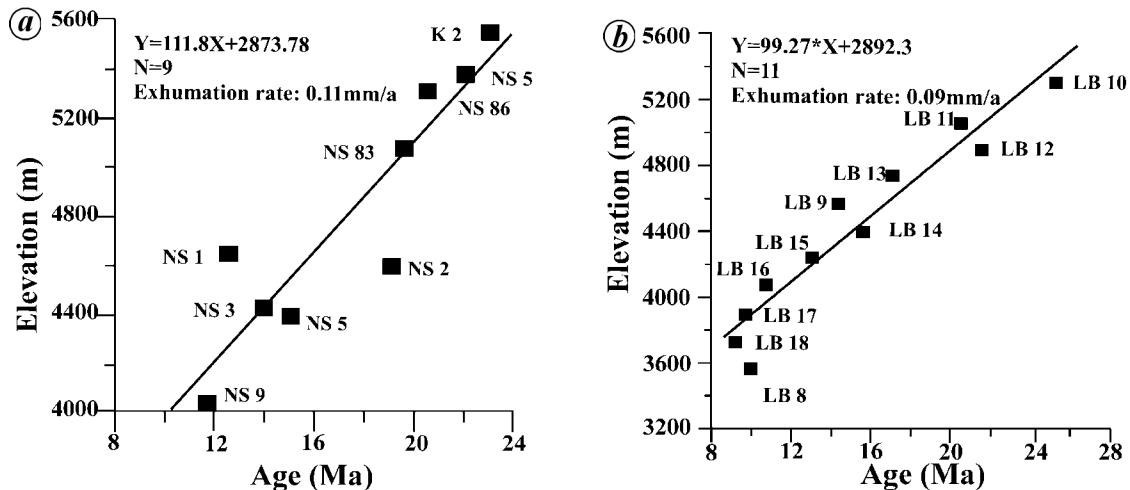 a
Y=111.8X+2873.78
N=9
Exhumation rate: 0.11mm/a
K 2
NS 5
NS 86
NS 83
NS 1
NS 2
NS 3
NS 5
NS 9
5600
5200
4800
4400
4000
Elevation (m)
8
12
16
20
24
Age (Ma)
b
Y=99.27*X+2892.3
N=11
Exhumation rate: 0.09mm/a
LB 10
LB 11
LB 12
LB 13
LB 9
LB 14
LB 15
LB 16
LB 17
LB 18
LB 8
5600
5200
4800
4400
4000
3600
3200
Elevation (m)
8
12
16
20
24
28
Age (Ma)